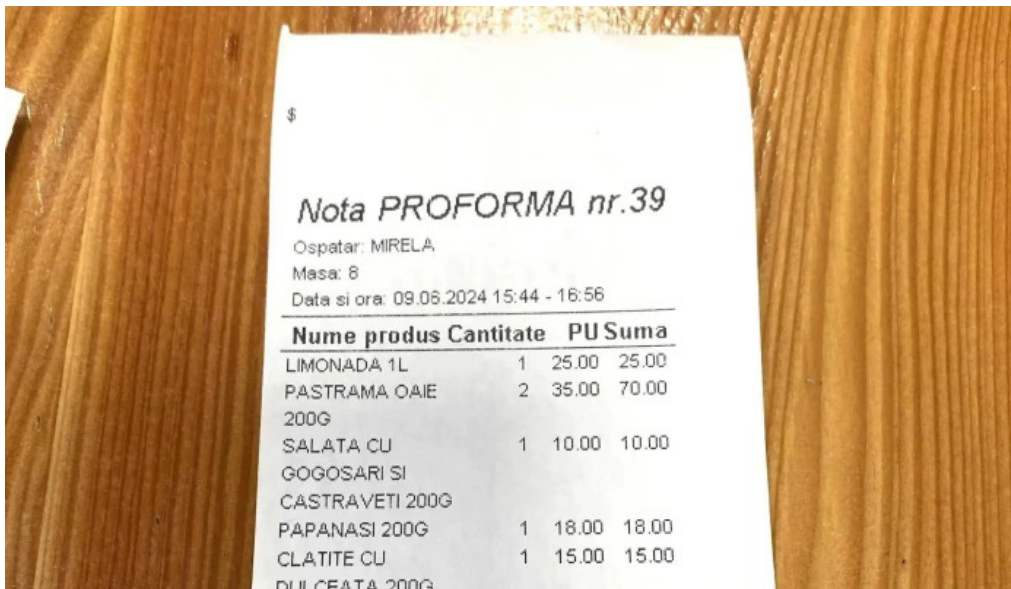 $
Nota PROFORMA nr.39
Ospatar: MIRELA
Masa: 8
Data si ora: 09.06.2024 15:44 - 16:56
Nume produs Cantitate PU Suma
LIMONADA 1L 1 25.00 25.00
PASTRAMA OAIE 2 35.00 70.00
200G
SALATA CU 1 10.00 10.00
GOGOSARI SI
CASTRAVETI 200G
PAPANASI 200G 1 18.00 18.00
CLATITE CU 1 15.00 15.00
DULCEATA 200G